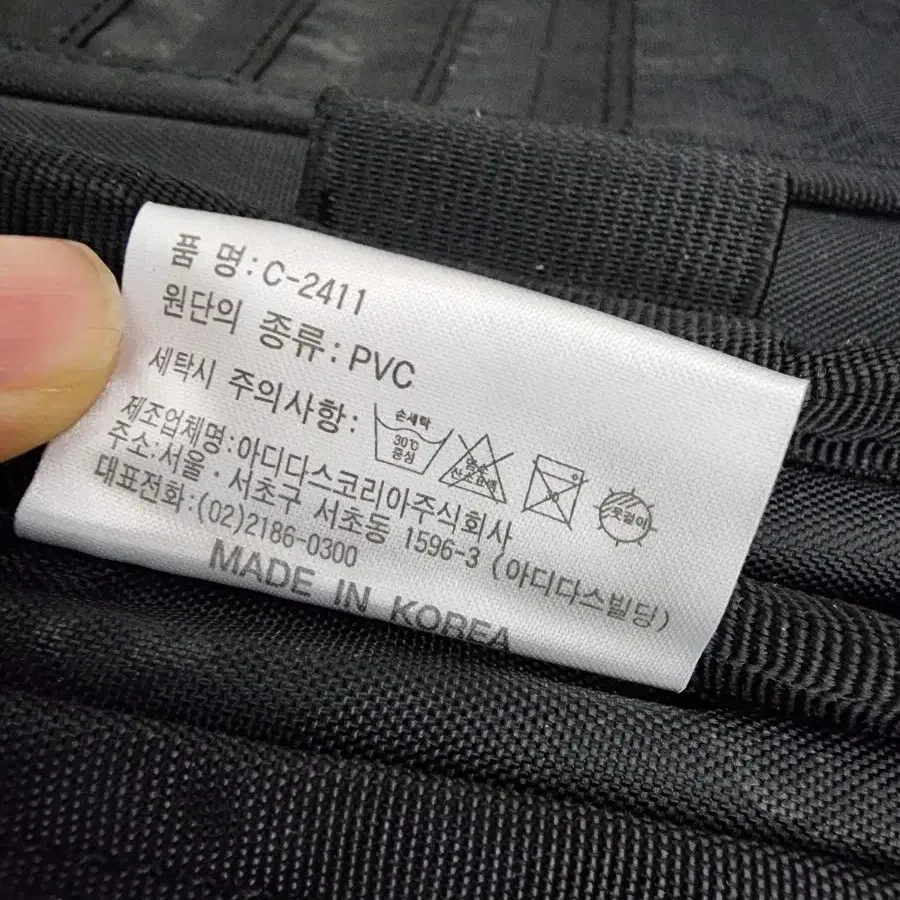 품 명:C-2411
원단의 종류:PVC
세탁시 주의사항:
손세탁
30℃
중성
옷걸이
제조업체명:아디다스코리아주식회사
주소:서울·서초구 서초동 1596-3 (아디다스빌딩)
대표전화:(02)2186-0300
MADE IN KOREA